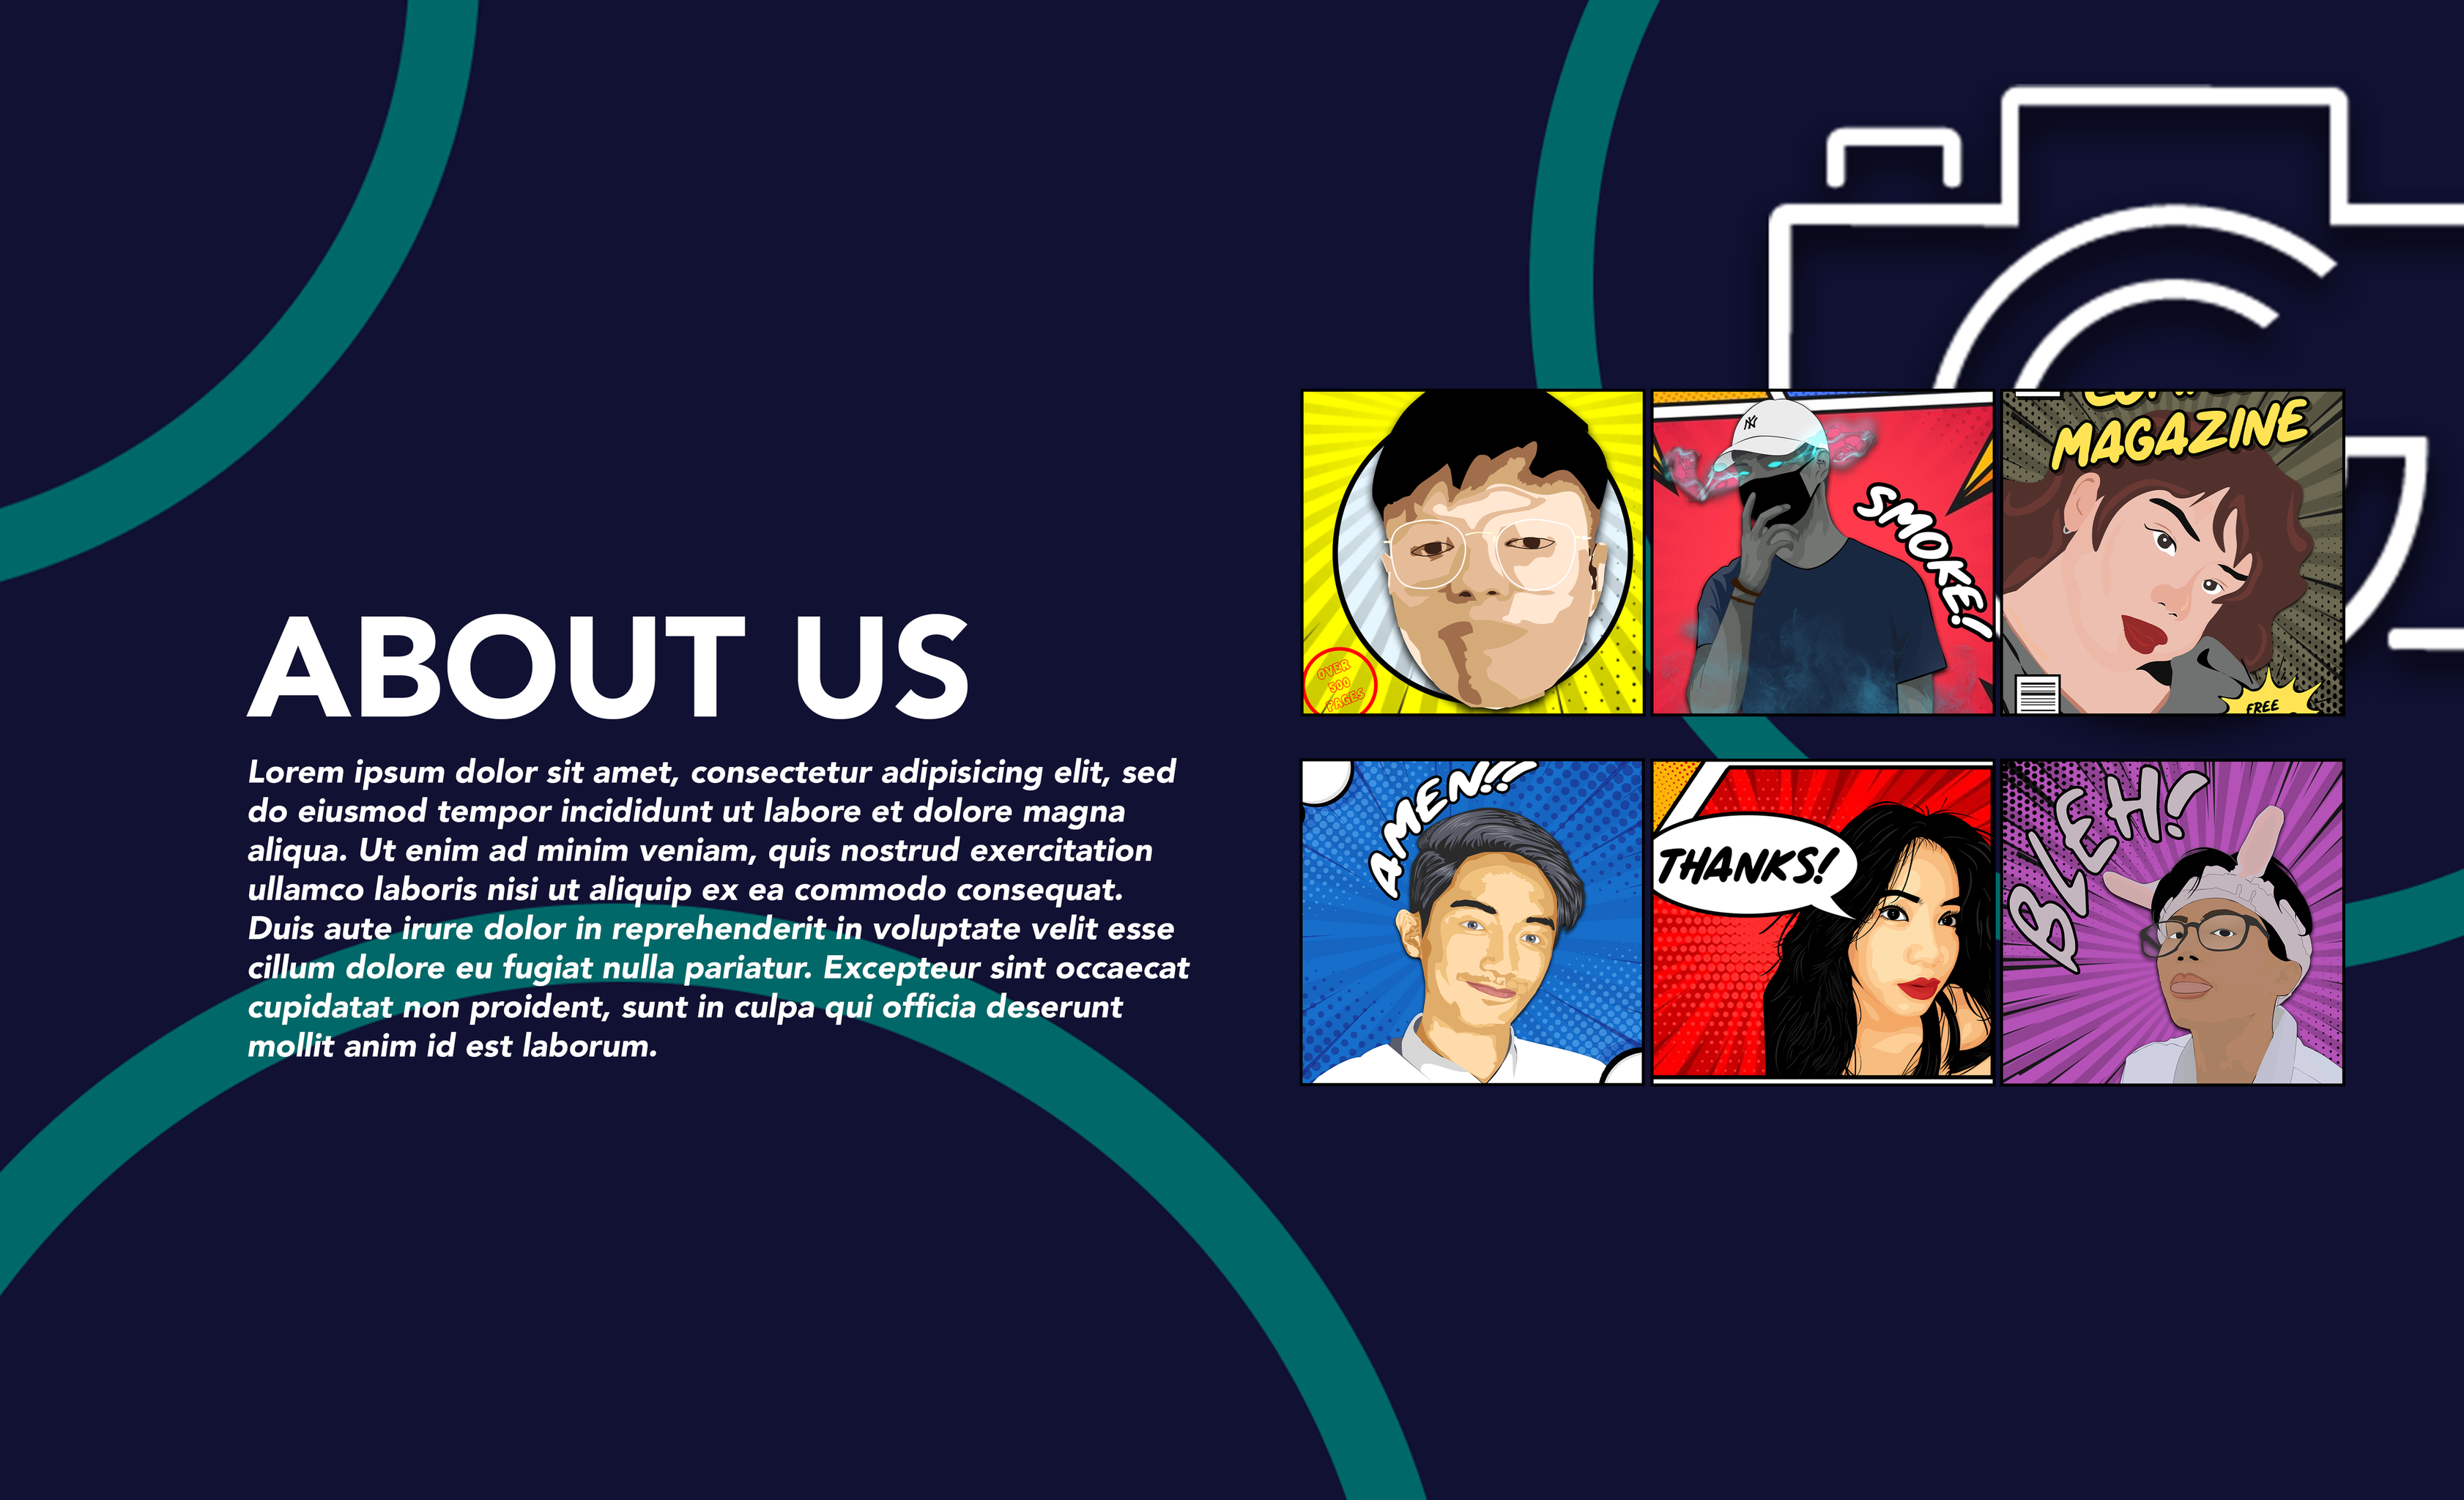 ABOUT US
Lorem ipsum dolor sit amet, consectetur adipisicing elit, sed
do eiusmod tempor incididunt ut labore et dolore magna
aliqua. Ut enim ad minim veniam, quis nostrud exercitation
ullamco laboris nisi ut aliquip ex ea commodo consequat.
Duis aute irure dolor in reprehenderit in voluptate velit esse
cillum dolore eu fugiat nulla pariatur. Excepteur sint occaecat
cupidatat non proident, sunt in culpa qui officia deserunt
mollit anim id est laborum.
OVER
500
PAGES
NY
SMOKE!
MAGAZINE
FREE
AMEN!!!
THANKS!
BLEH!